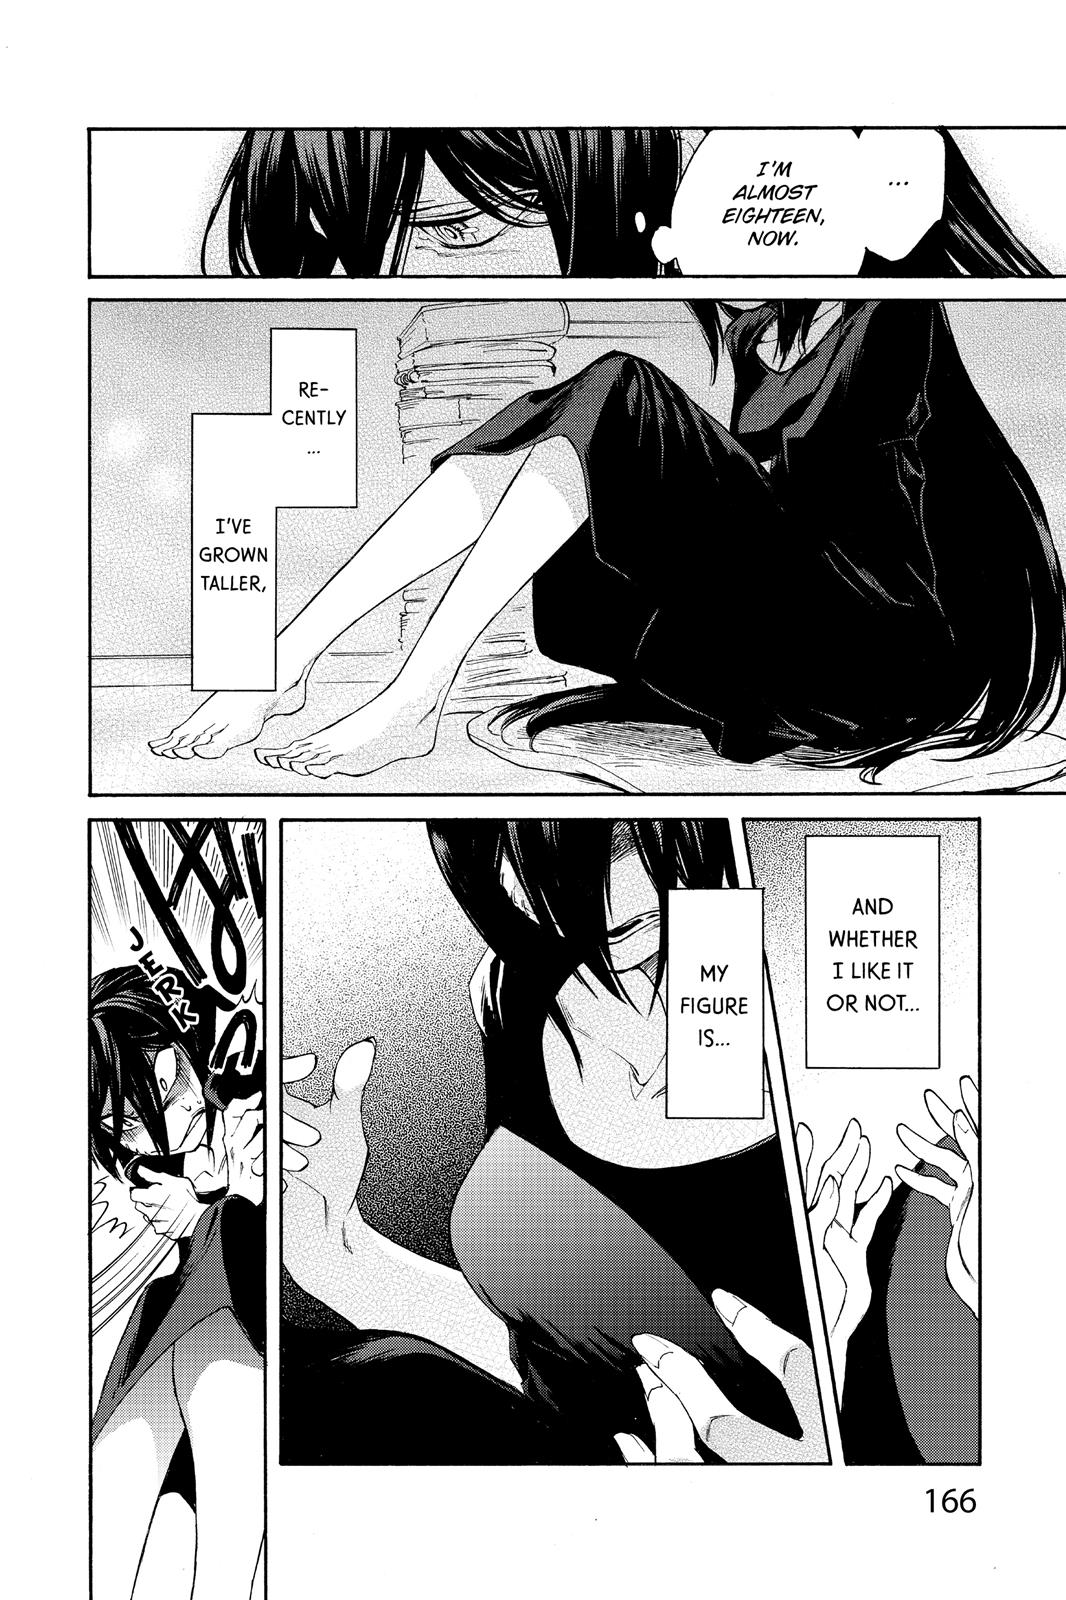 ...
I'M
ALMOST
EIGHTEEN,
NOW.
RE-
CENTLY
...
I'VE
GROWN
TALLER,
AND
WHETHER
I LIKE IT
OR NOT...
MY
FIGURE
IS...
JERK
166